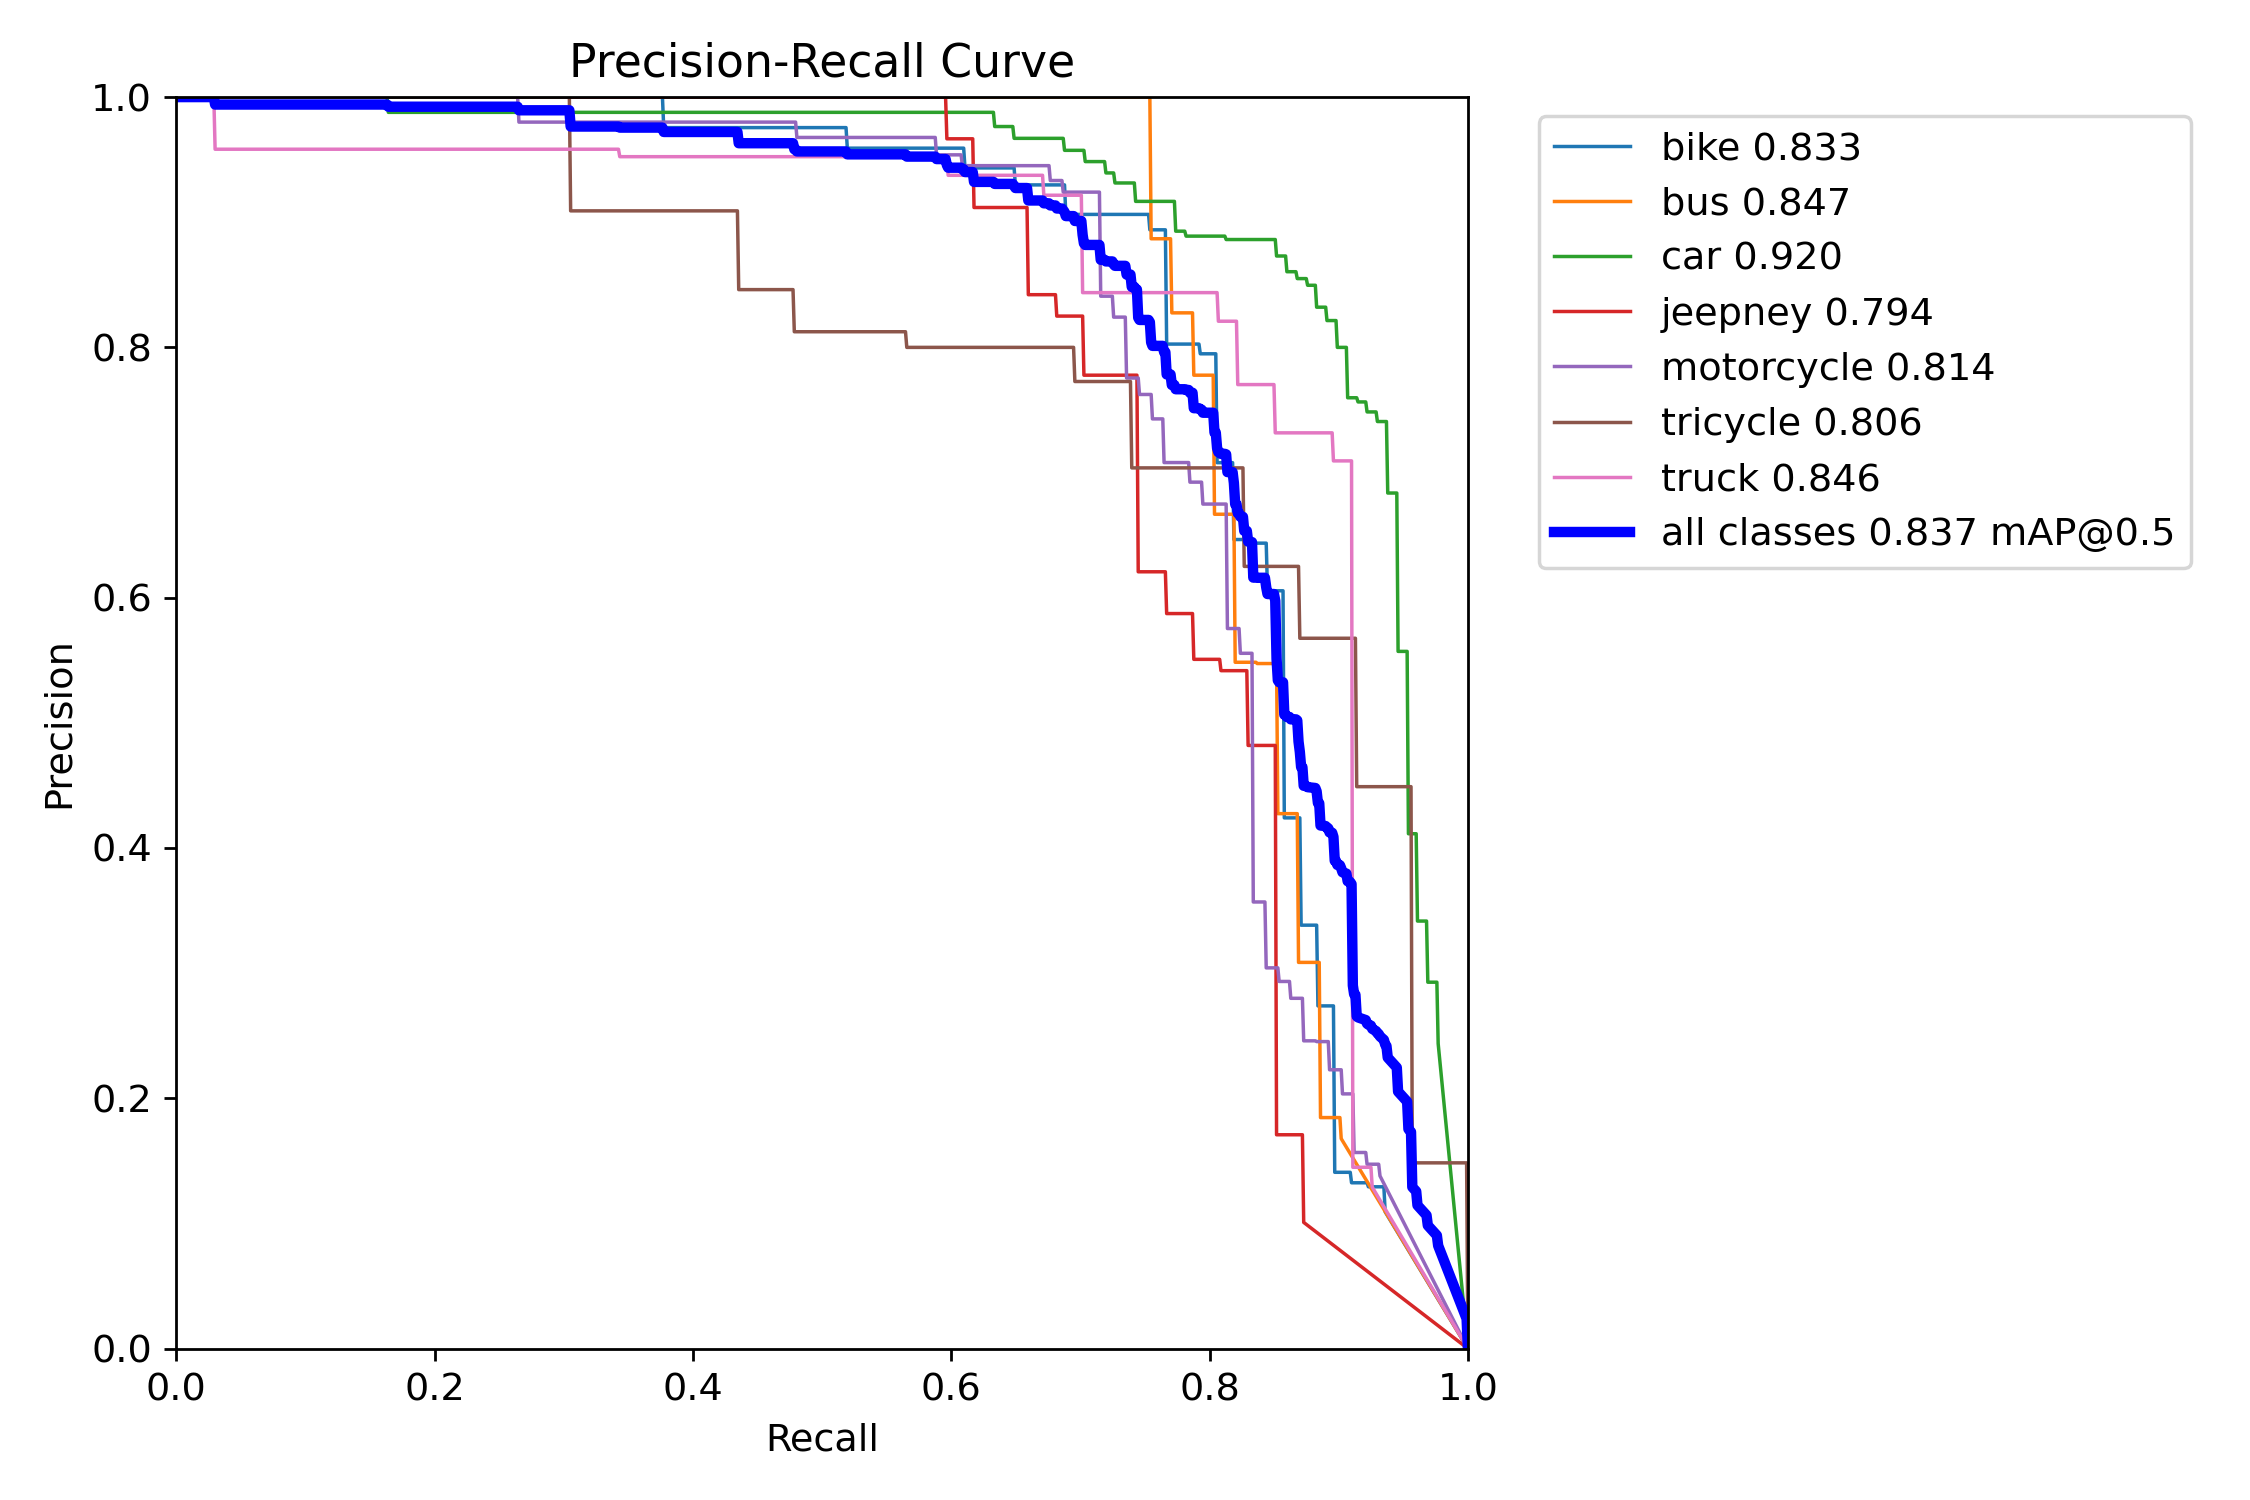 Precision-Recall Curve
1.0
0.8
0.6
0.4
0.2
0.0
Precision
0.0 0.2 0.4 0.6 0.8 1.0
Recall
bike 0.833
bus 0.847
car 0.920
jeepney 0.794
motorcycle 0.814
tricycle 0.806
truck 0.846
all classes 0.837 mAP@0.5